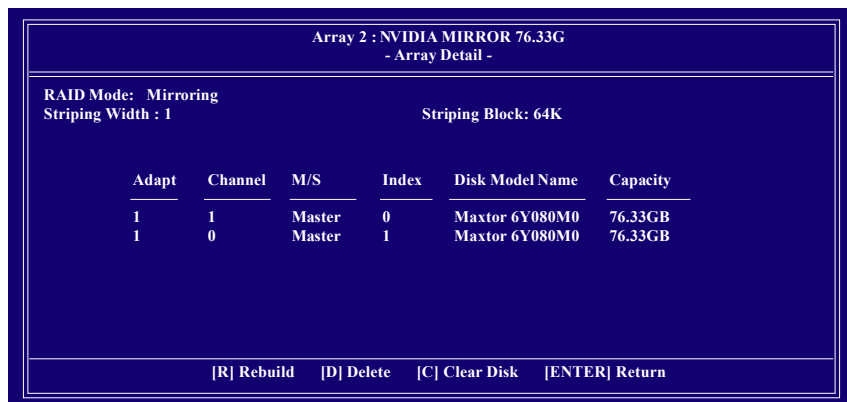 Array 2 : NVIDIA MIRROR 76.33G
- Array Detail -
RAID Mode: Mirroring
Striping Width : 1 Striping Block: 64K
Adapt Channel M/S Index Disk Model Name Capacity
1 1 Master 0 Maxtor 6Y080M0 76.33GB
1 0 Master 1 Maxtor 6Y080M0 76.33GB
[R] Rebuild [D] Delete [C] Clear Disk [ENTER] Return